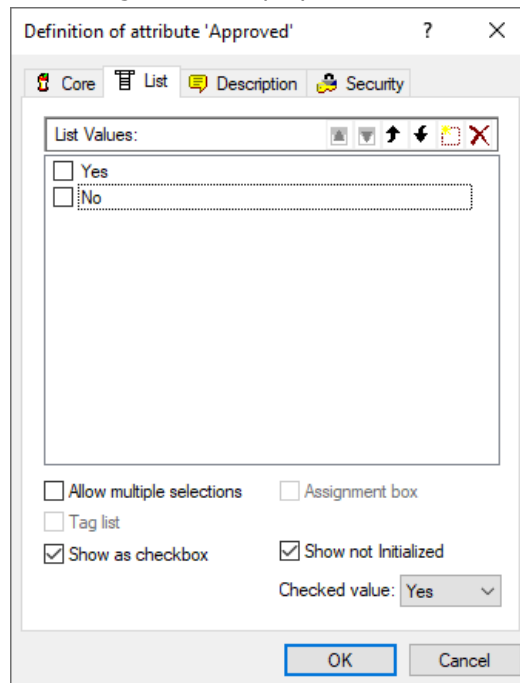 Definition of attribute 'Approved' ?
Core List Description Security
List Values:
Yes
No
Allow multiple selections Assignment box
Tag list
Show as checkbox Show not Initialized
Checked value: Yes
OK Cancel